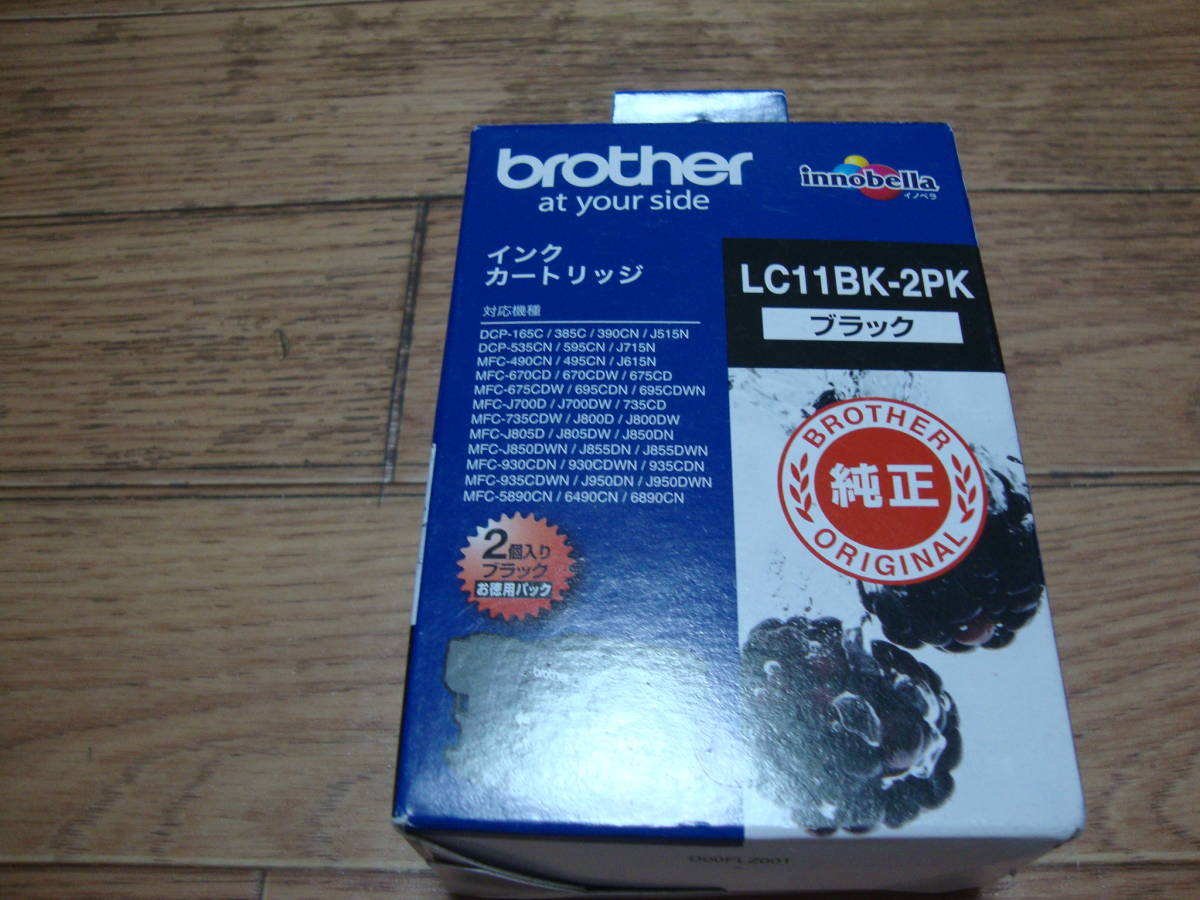 brother
at your side
innobella
イノベラ
インク
カートリッジ
LC11BK-2PK
ブラック
対応機種
DCP-165C / 385C / 390CN / J515N
DCP-535CN / 595CN / J715N
MFC-490CN / 495CN / J615N
MFC-670CD / 670CDW / 675CD
MFC-675CDW / 695CDN / 695CDWN
MFC-J700D / J700DW / 735CD
MFC-735CDW / J800D / J800DW
MFC-J805D / J805DW / J850DN
MFC-J850DWN / J855DN / J855DWN
MFC-930CDN / 930CDWN / 935CDN
MFC-935CDWN / J950DN / J950DWN
MFC-5890CN / 6490CN / 6890CN
BROTHER
純正
ORIGINAL
2個入り
ブラック
お徳用パック
brother
D00FLZ001